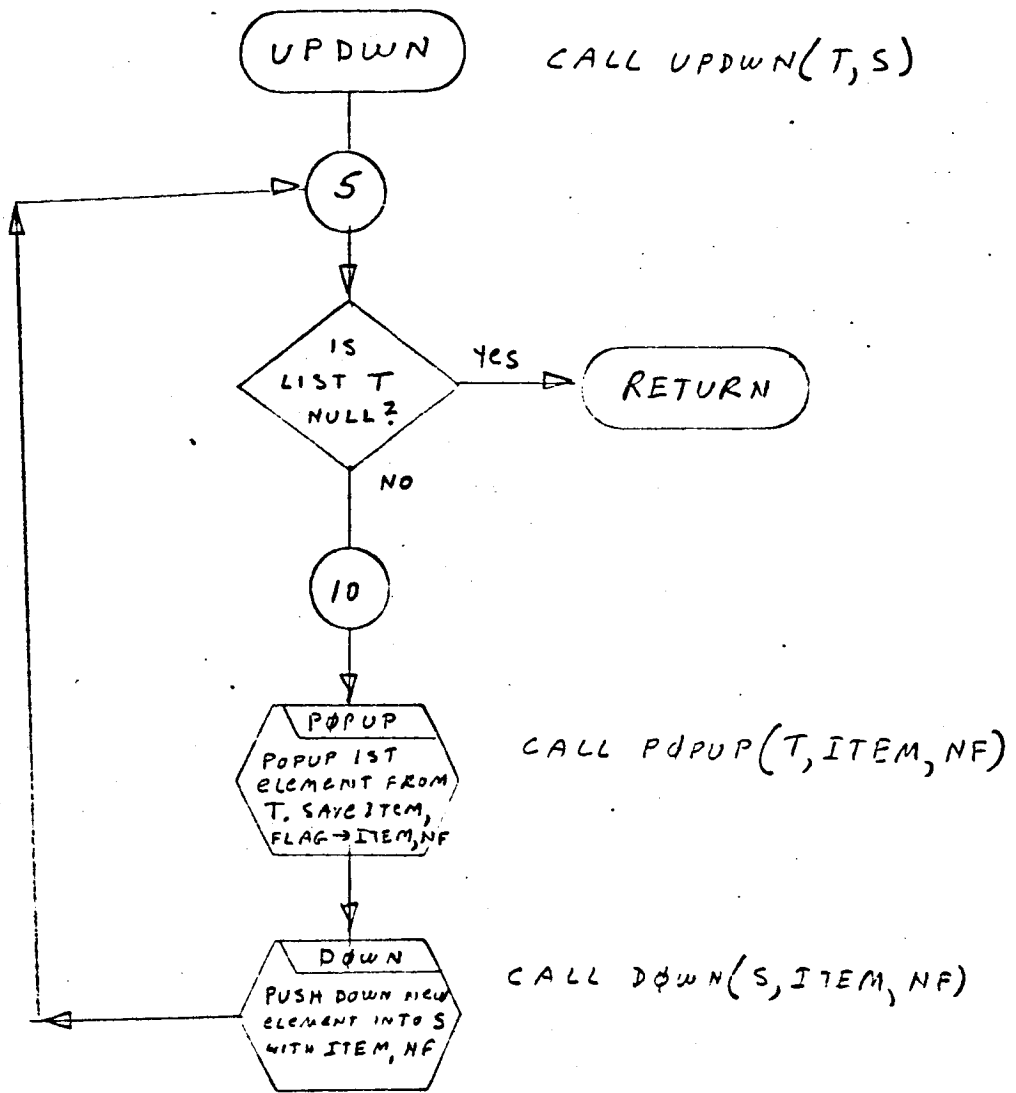 UPDWN
CALL UPDWN(T,S)
5
IS
LIST T
NULL?
Yes
RETURN
NO
10
PØPUP
POPUP 1ST
element FROM
T. SAVE ITEM,
FLAG→ITEM,NF
CALL PØPUP(T,ITEM,NF)
DØWN
PUSH DOWN NEW
element INTO S
WITH ITEM, NF
CALL DØWN(S,ITEM,NF)